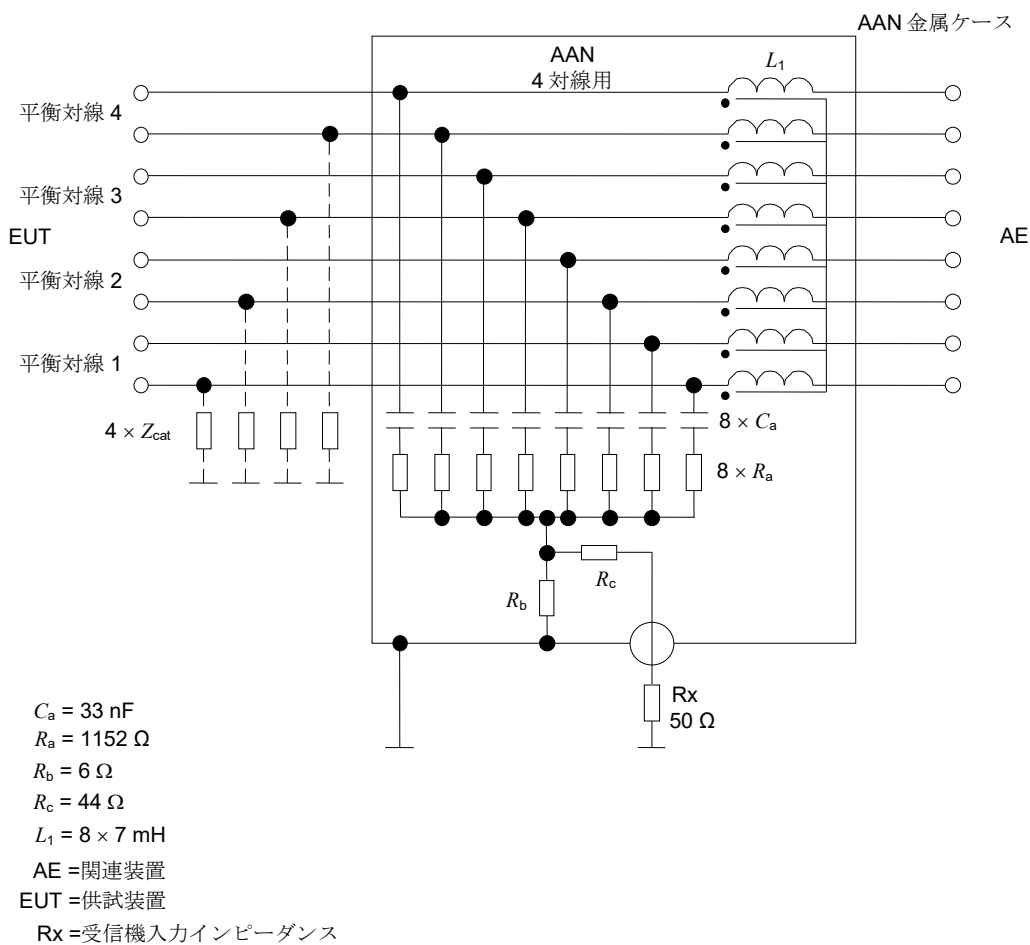 AAN 金属ケース
AAN
4 対線用
L1
平衡対線 4
平衡対線 3
EUT
AE
平衡対線 2
平衡対線 1
4 × Zcat
8 × Ca
8 × Ra
Rc
Rb
Rx
50 Ω
Ca = 33 nF
Ra = 1152 Ω
Rb = 6 Ω
Rc = 44 Ω
L1 = 8 × 7 mH
AE =関連装置
EUT =供試装置
Rx =受信機入力インピーダンス